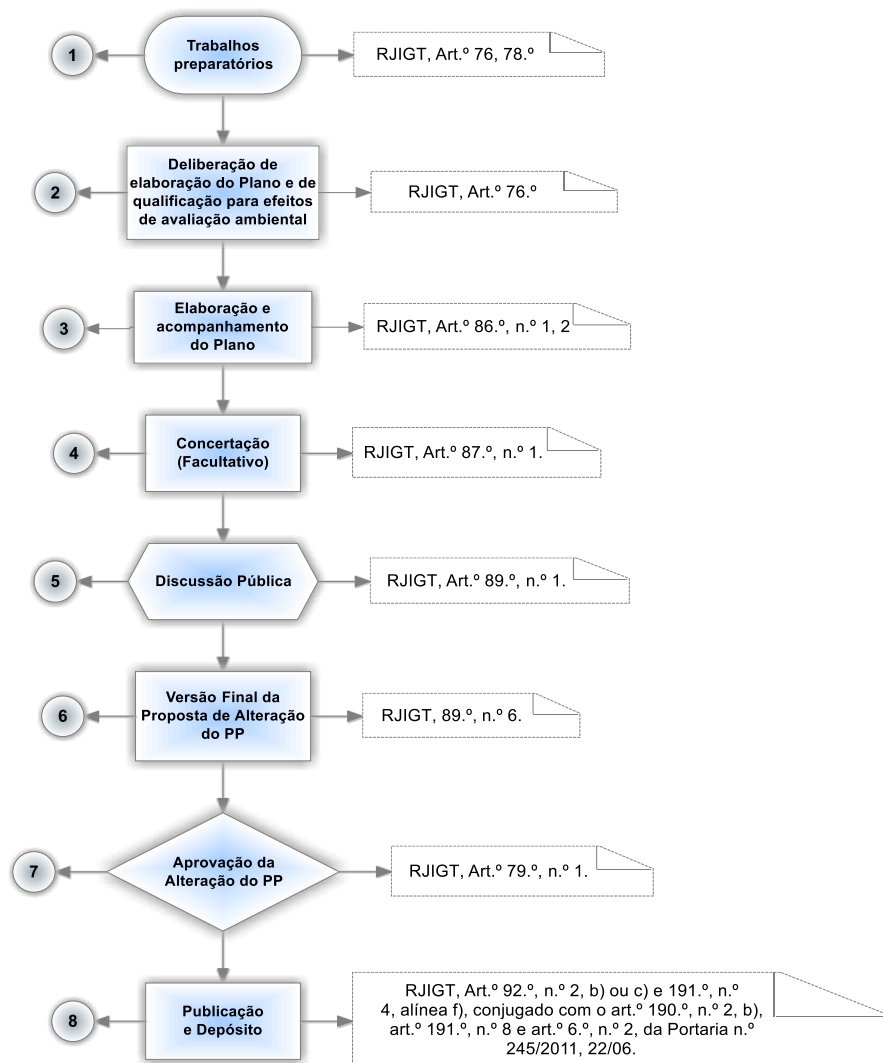 1
Trabalhos
preparatórios
RJIGT, Art.º 76, 78.º
2
Deliberação de
elaboração do Plano e de
qualificação para efeitos
de avaliação ambiental
RJIGT, Art.º 76.º
3
Elaboração e
acompanhamento
do Plano
RJIGT, Art.º 86.º, n.º 1, 2
4
Concertação
(Facultativo)
RJIGT, Art.º 87.º, n.º 1.
5
Discussão Pública
RJIGT, Art.º 89.º, n.º 1.
6
Versão Final da
Proposta de Alteração
do PP
RJIGT, 89.º, n.º 6.
7
Aprovação da
Alteração do PP
RJIGT, Art.º 79.º, n.º 1.
8
Publicação
e Depósito
RJIGT, Art.º 92.º, n.º 2, b) ou c) e 191.º, n.º
4, alínea f), conjugado com o art.º 190.º, n.º 2, b),
art.º 191.º, n.º 8 e art.º 6.º, n.º 2, da Portaria n.º
245/2011, 22/06.